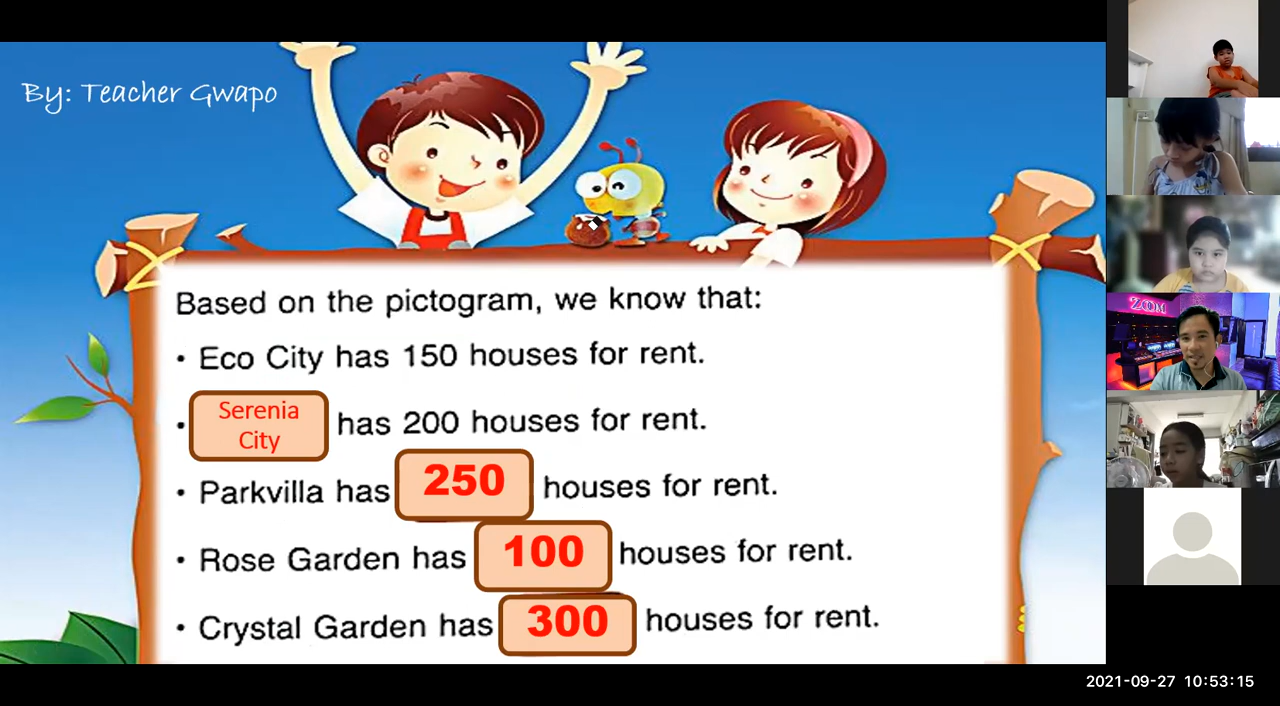 By: Teacher Gwapo
ZOOM
Based on the pictogram, we know that:
• Eco City has 150 houses for rent.
• Serenia City has 200 houses for rent.
• Parkvilla has 250 houses for rent.
• Rose Garden has 100 houses for rent.
• Crystal Garden has 300 houses for rent.
2021-09-27 10:53:15